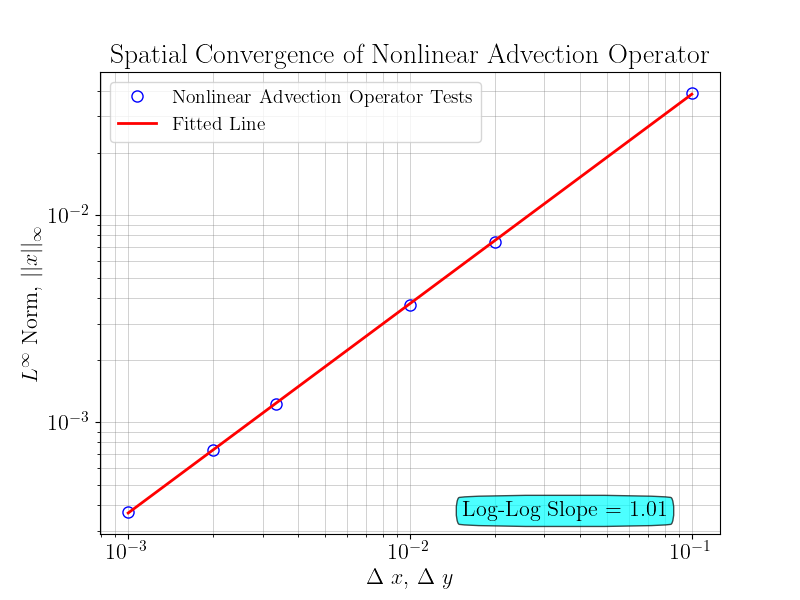 Spatial Convergence of Nonlinear Advection Operator
Nonlinear Advection Operator Tests
Fitted Line
10⁻²
10⁻³
L∞ Norm, ||x||∞
Log-Log Slope = 1.01
10⁻³ 10⁻² 10⁻¹
Δ x, Δ y